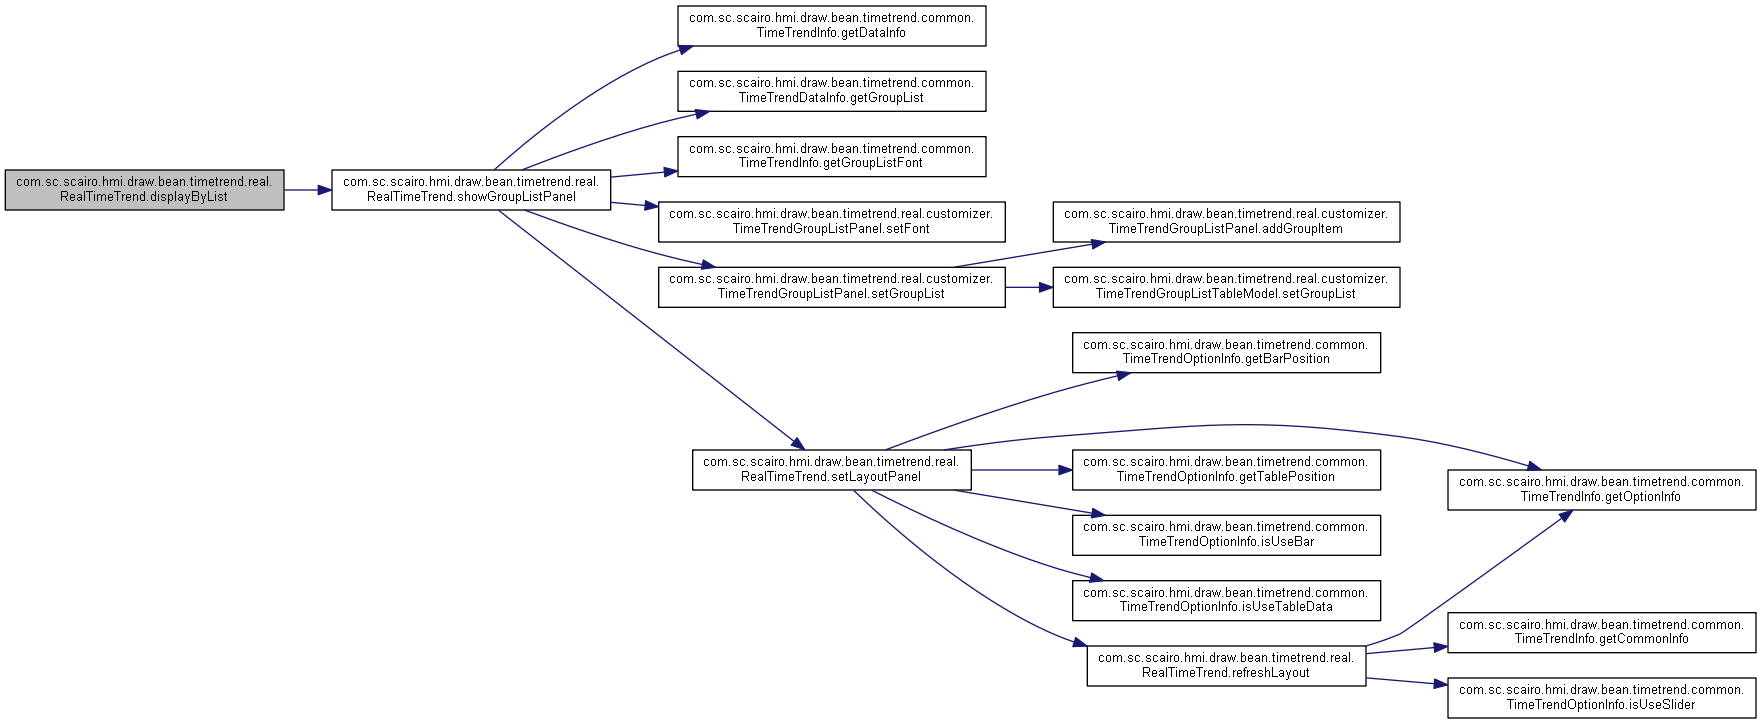 com.sc.scairo.hmi.draw.bean.timetrend.common.
TimeTrendInfo.getDataInfo
com.sc.scairo.hmi.draw.bean.timetrend.common.
TimeTrendDataInfo.getGroupList
com.sc.scairo.hmi.draw.bean.timetrend.common.
TimeTrendInfo.getGroupListFont
com.sc.scairo.hmi.draw.bean.timetrend.real.
RealTimeTrend.displayByList
com.sc.scairo.hmi.draw.bean.timetrend.real.
RealTimeTrend.showGroupListPanel
com.sc.scairo.hmi.draw.bean.timetrend.real.customizer.
TimeTrendGroupListPanel.setFont
com.sc.scairo.hmi.draw.bean.timetrend.real.customizer.
TimeTrendGroupListPanel.addGroupItem
com.sc.scairo.hmi.draw.bean.timetrend.real.customizer.
TimeTrendGroupListPanel.setGroupList
com.sc.scairo.hmi.draw.bean.timetrend.real.customizer.
TimeTrendGroupListTableModel.setGroupList
com.sc.scairo.hmi.draw.bean.timetrend.common.
TimeTrendOptionInfo.getBarPosition
com.sc.scairo.hmi.draw.bean.timetrend.real.
RealTimeTrend.setLayoutPanel
com.sc.scairo.hmi.draw.bean.timetrend.common.
TimeTrendOptionInfo.getTablePosition
com.sc.scairo.hmi.draw.bean.timetrend.common.
TimeTrendInfo.getOptionInfo
com.sc.scairo.hmi.draw.bean.timetrend.common.
TimeTrendOptionInfo.isUseBar
com.sc.scairo.hmi.draw.bean.timetrend.common.
TimeTrendOptionInfo.isUseTableData
com.sc.scairo.hmi.draw.bean.timetrend.common.
TimeTrendInfo.getCommonInfo
com.sc.scairo.hmi.draw.bean.timetrend.real.
RealTimeTrend.refreshLayout
com.sc.scairo.hmi.draw.bean.timetrend.common.
TimeTrendOptionInfo.isUseSlider